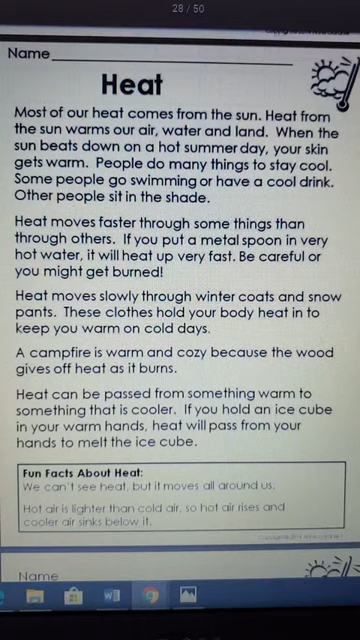 28 / 50
Name
Heat
Most of our heat comes from the sun. Heat from
the sun warms our air, water and land. When the
sun beats down on a hot summer day, your skin
gets warm. People do many things to stay cool.
Some people go swimming or have a cool drink.
Other people sit in the shade.
Heat moves faster through some things than
through others. If you put a metal spoon in very
hot water, it will heat up very fast. Be careful or
you might get burned!
Heat moves slowly through winter coats and snow
pants. These clothes hold your body heat in to
keep you warm on cold days.
A campfire is warm and cozy because the wood
gives off heat as it burns.
Heat can be passed from something warm to
something that is cooler. If you hold an ice cube
in your warm hands, heat will pass from your
hands to melt the ice cube.
Fun Facts About Heat:
We can't see heat, but it moves all around us.
Hot air is lighter than cold air, so hot air rises and
cooler air sinks below it.
Name